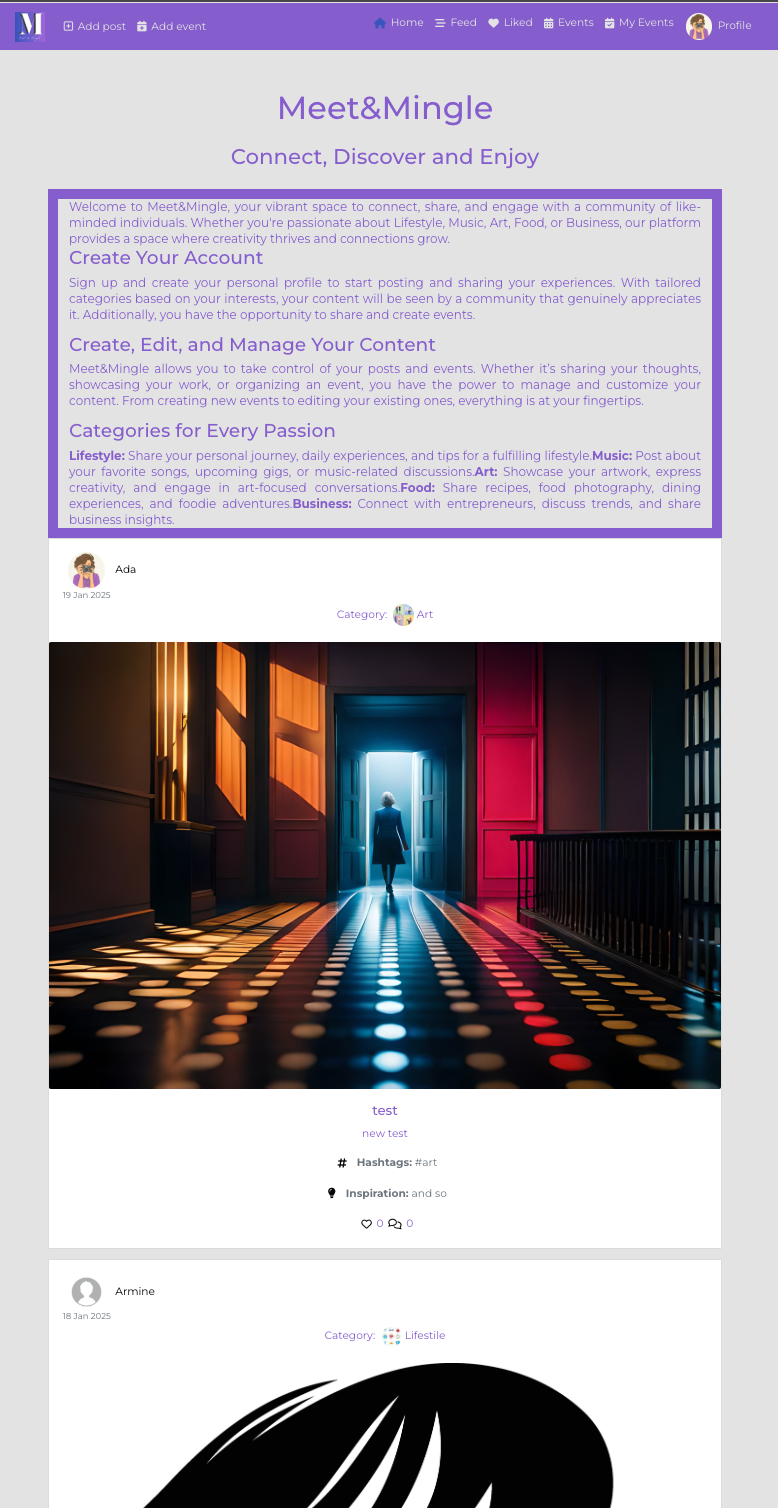 M
Add post
Add event
Home
Feed
Liked
Events
My Events
Profile
Meet&Mingle
Connect, Discover and Enjoy
Welcome to Meet&Mingle, your vibrant space to connect, share, and engage with a community of like-
minded individuals. Whether you're passionate about Lifestyle, Music, Art, Food, or Business, our platform
provides a space where creativity thrives and connections grow.
Create Your Account
Sign up and create your personal profile to start posting and sharing your experiences. With tailored
categories based on your interests, your content will be seen by a community that genuinely appreciates
it. Additionally, you have the opportunity to share and create events.
Create, Edit, and Manage Your Content
Meet&Mingle allows you to take control of your posts and events. Whether it’s sharing your thoughts,
showcasing your work, or organizing an event, you have the power to manage and customize your
content. From creating new events to editing your existing ones, everything is at your fingertips.
Categories for Every Passion
Lifestyle: Share your personal journey, daily experiences, and tips for a fulfilling lifestyle.Music: Post about
your favorite songs, upcoming gigs, or music-related discussions.Art: Showcase your artwork, express
creativity, and engage in art-focused conversations.Food: Share recipes, food photography, dining
experiences, and foodie adventures.Business: Connect with entrepreneurs, discuss trends, and share
business insights.
Ada
19 Jan 2025
Category: Art
test
new test
Hashtags: #art
Inspiration: and so
0 0
Armine
18 Jan 2025
Category: Lifestile